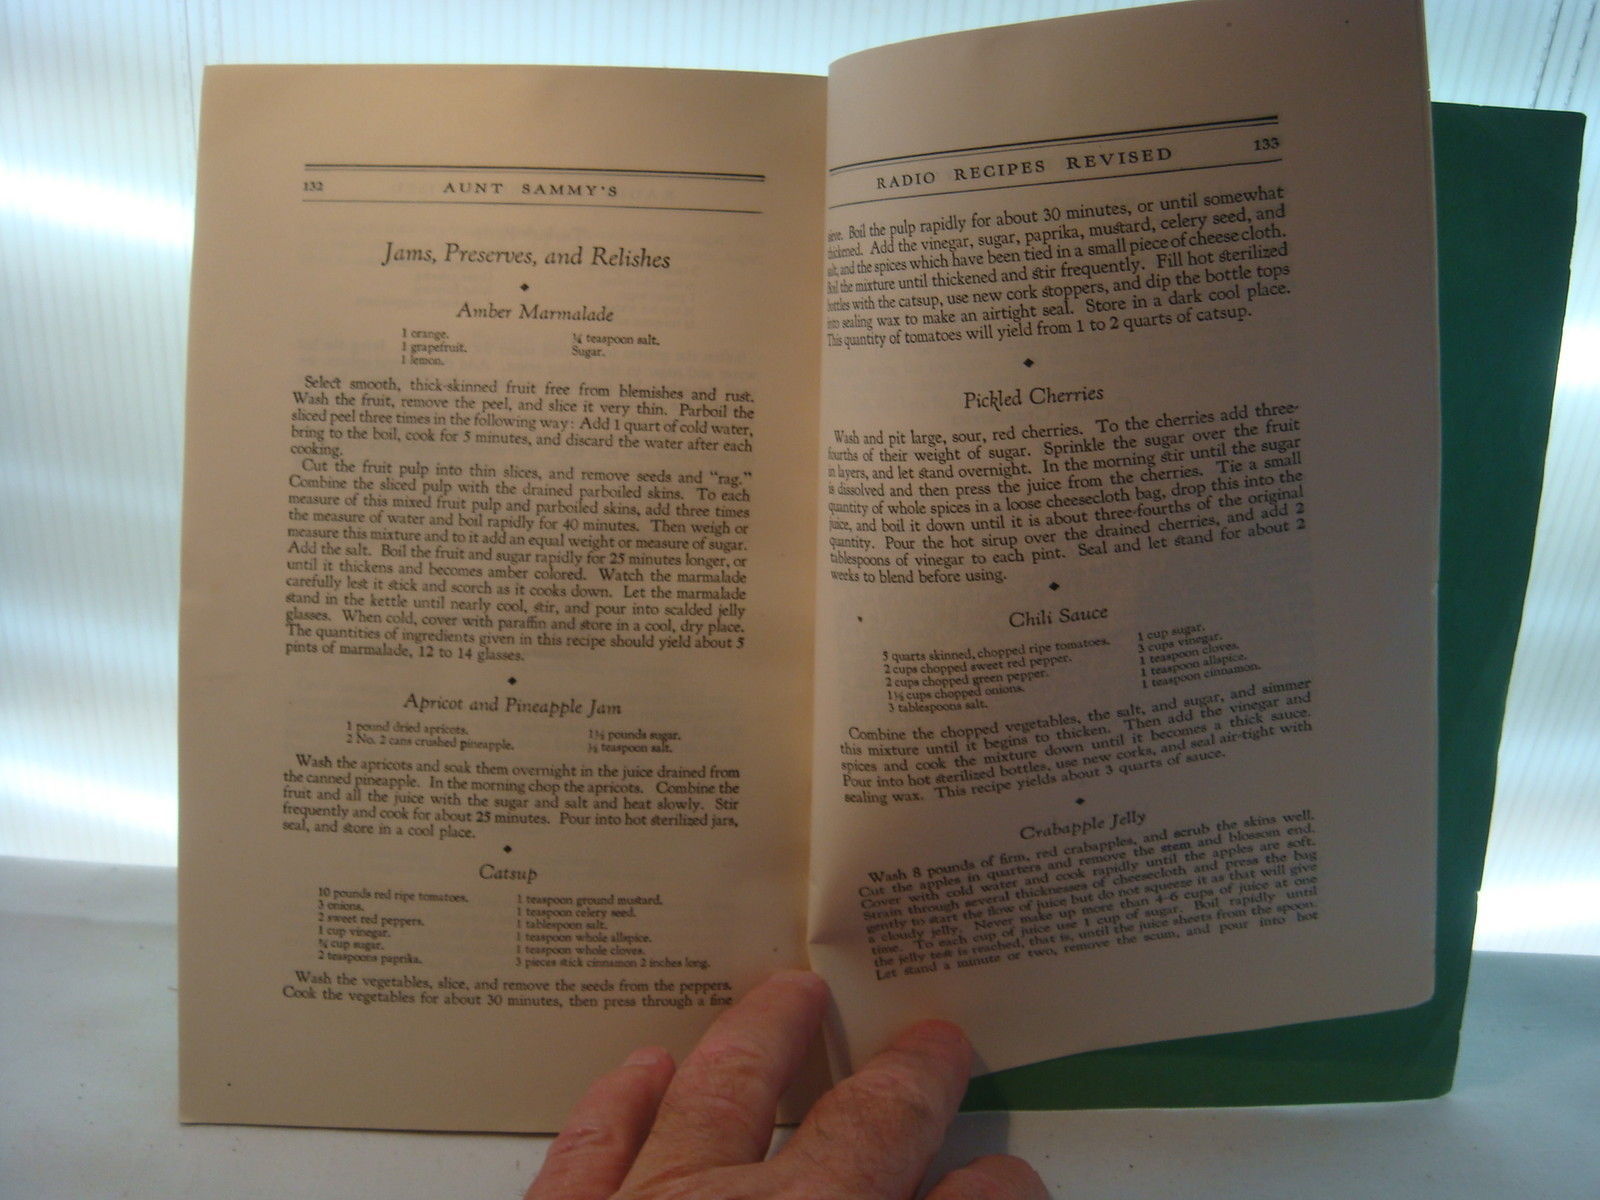 132 AUNT SAMMY'S
Jams, Preserves, and Relishes
Amber Marmalade
1 orange.
1 grapefruit.
1 lemon.
¼ teaspoon salt.
Sugar.
Select smooth, thick-skinned fruit free from blemishes and rust.
Wash the fruit, remove the peel, and slice it very thin. Parboil the
sliced peel three times in the following way: Add 1 quart of cold water,
bring to the boil, cook for 5 minutes, and discard the water after each
cooking.
Cut the fruit pulp into thin slices, and remove seeds and "rag."
Combine the sliced pulp with the drained parboiled skins. To each
measure of this mixed fruit pulp and parboiled skins, add three times
the measure of water and boil rapidly for 40 minutes. Then weigh or
measure this mixture and to it add an equal weight or measure of sugar.
Add the salt. Boil the fruit and sugar rapidly for 25 minutes longer, or
until it thickens and becomes amber colored. Watch the marmalade
carefully lest it stick and scorch as it cooks down. Let the marmalade
stand in the kettle until nearly cool, stir, and pour into scalded jelly
glasses. When cold, cover with paraffin and store in a cool, dry place.
The quantities of ingredients given in this recipe should yield about 5
pints of marmalade, 12 to 14 glasses.
Apricot and Pineapple Jam
1 pound dried apricots.
2 No. 2 cans crushed pineapple.
1½ pounds sugar.
½ teaspoon salt.
Wash the apricots and soak them overnight in the juice drained from
the canned pineapple. In the morning chop the apricots. Combine the
fruit and all the juice with the sugar and salt and heat slowly. Stir
frequently and cook for about 25 minutes. Pour into hot sterilized jars,
seal, and store in a cool place.
Catsup
10 pounds red ripe tomatoes.
3 onions.
2 sweet red peppers.
1 cup vinegar.
¾ cup sugar.
2 teaspoons paprika.
1 teaspoon ground mustard.
1 teaspoon celery seed.
1 tablespoon salt.
1 teaspoon whole allspice.
1 teaspoon whole cloves.
3 pieces stick cinnamon 2 inches long.
Wash the vegetables, slice, and remove the seeds from the peppers.
Cook the vegetables for about 30 minutes, then press through a fine
RADIO RECIPES REVISED 133
sieve. Boil the pulp rapidly for about 30 minutes, or until somewhat
thickened. Add the vinegar, sugar, paprika, mustard, celery seed, and
salt, and the spices which have been tied in a small piece of cheese cloth.
Boil the mixture until thickened and stir frequently. Fill hot sterilized
bottles with the catsup, use new cork stoppers, and dip the bottle tops
into sealing wax to make an airtight seal. Store in a dark cool place.
This quantity of tomatoes will yield from 1 to 2 quarts of catsup.
Pickled Cherries
Wash and pit large, sour, red cherries. To the cherries add three-
fourths of their weight of sugar. Sprinkle the sugar over the fruit
in layers, and let stand overnight. In the morning stir until the sugar
is dissolved and then press the juice from the cherries. Tie a small
quantity of whole spices in a loose cheesecloth bag, drop this into the
juice, and boil it down until it is about three-fourths of the original
quantity. Pour the hot sirup over the drained cherries, and add 2
tablespoons of vinegar to each pint. Seal and let stand for about 2
weeks to blend before using.
Chili Sauce
5 quarts skinned, chopped ripe tomatoes.
2 cups chopped sweet red pepper.
2 cups chopped green pepper.
1½ cups chopped onions.
3 tablespoons salt.
1 cup sugar.
3 cups vinegar.
1 teaspoon cloves.
1 teaspoon allspice.
1 teaspoon cinnamon.
Combine the chopped vegetables, the salt, and sugar, and simmer
this mixture until it begins to thicken. Then add the vinegar and
spices and cook the mixture down until it becomes a thick sauce.
Pour into hot sterilized bottles, use new corks, and seal air-tight with
sealing wax. This recipe yields about 3 quarts of sauce.
Crabapple Jelly
Wash 8 pounds of firm, red crabapples, and scrub the skins well.
Cut the apples in quarters and remove the stem and blossom end.
Cover with cold water and cook rapidly until the apples are soft.
Strain through several thicknesses of cheesecloth and press the bag
gently to start the flow of juice but do not squeeze it as that will give
a cloudy jelly. Never make up more than 4-6 cups of juice at one
time. To each cup of juice use 1 cup of sugar. Boil rapidly until
the jelly test is reached, that is, until the juice sheets from the spoon.
Let stand a minute or two, remove the scum, and pour into hot